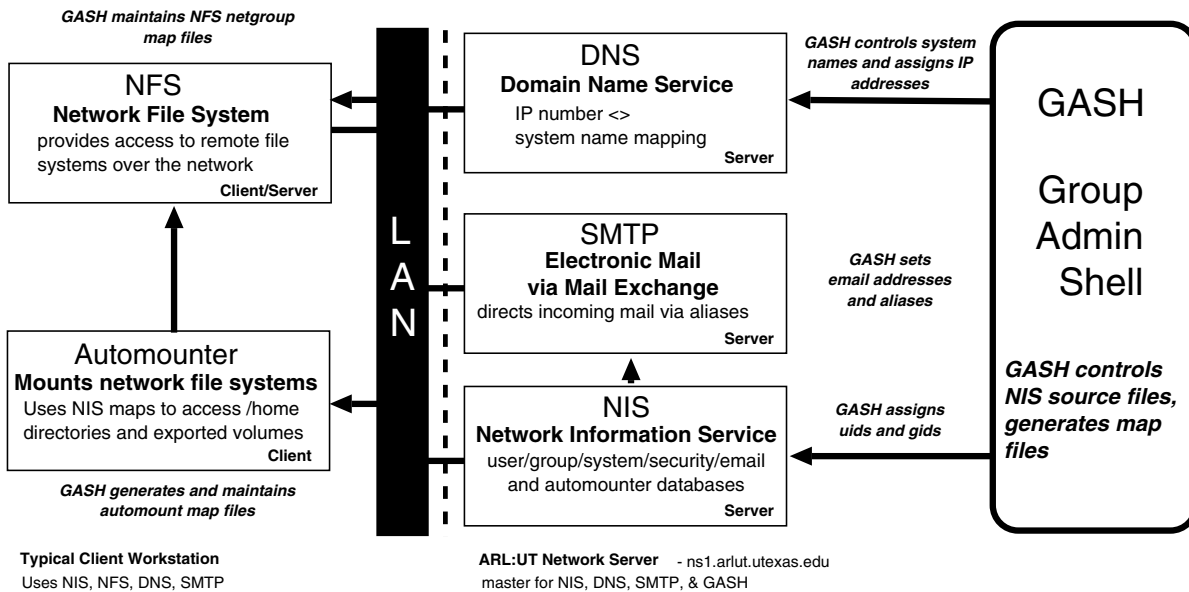 GASH maintains NFS netgroup
map files
NFS
Network File System
provides access to remote file
systems over the network
Client/Server
Automounter
Mounts network file systems
Uses NIS maps to access /home
directories and exported volumes
Client
GASH generates and maintains
automount map files
Typical Client Workstation
Uses NIS, NFS, DNS, SMTP
L
A
N
DNS
Domain Name Service
IP number <>
system name mapping
Server
SMTP
Electronic Mail
via Mail Exchange
directs incoming mail via aliases
Server
NIS
Network Information Service
user/group/system/security/email
and automounter databases
Server
ARL:UT Network Server - ns1.arlut.utexas.edu
master for NIS, DNS, SMTP, & GASH
GASH controls system
names and assigns IP
addresses
GASH sets
email addresses
and aliases
GASH assigns
uids and gids
GASH
Group
Admin
Shell
GASH controls
NIS source files,
generates map
files